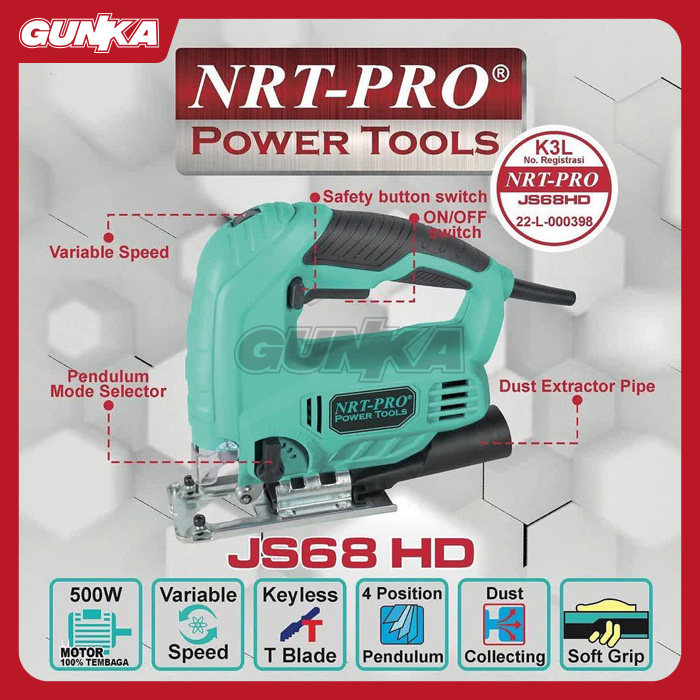 GUNKA
NRT-PRO®
POWER TOOLS
K3L
No. Registrasi
NRT-PRO
JS68HD
22-L-000398
Safety button switch
ON/OFF
switch
Variable Speed
GUNKA
Pendulum
Mode Selector
Dust Extractor Pipe
NRT-PRO®
POWER TOOLS
JS68 HD
500W
MOTOR
100% TEMBAGA
Variable
Speed
Keyless
T
T Blade
4 Position
Pendulum
Dust
Collecting
Soft Grip